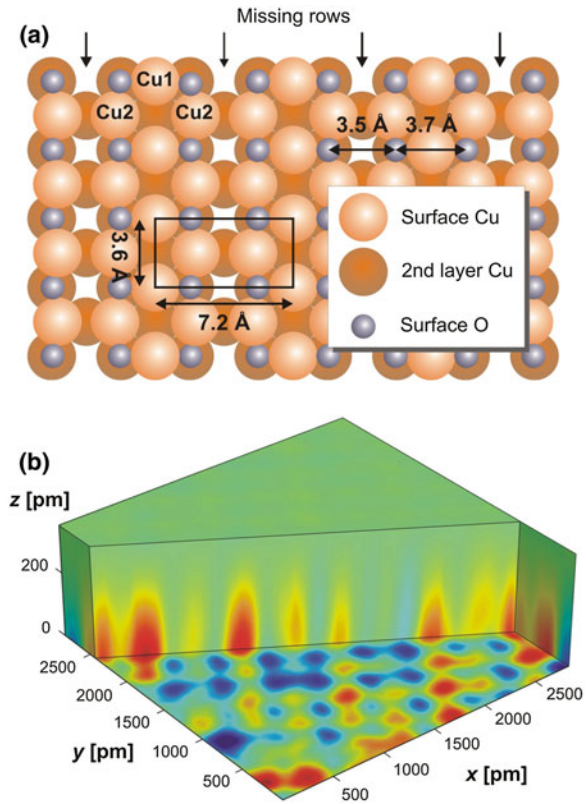 Missing rows
(a)
Cu1
Cu2 Cu2
3.5 Å 3.7 Å
3.6 Å
7.2 Å
Surface Cu
2nd layer Cu
Surface O
(b)
z [pm]
200
0
2500
2000
1500
1000
500
y [pm]
500
1000
1500
2000
2500
x [pm]